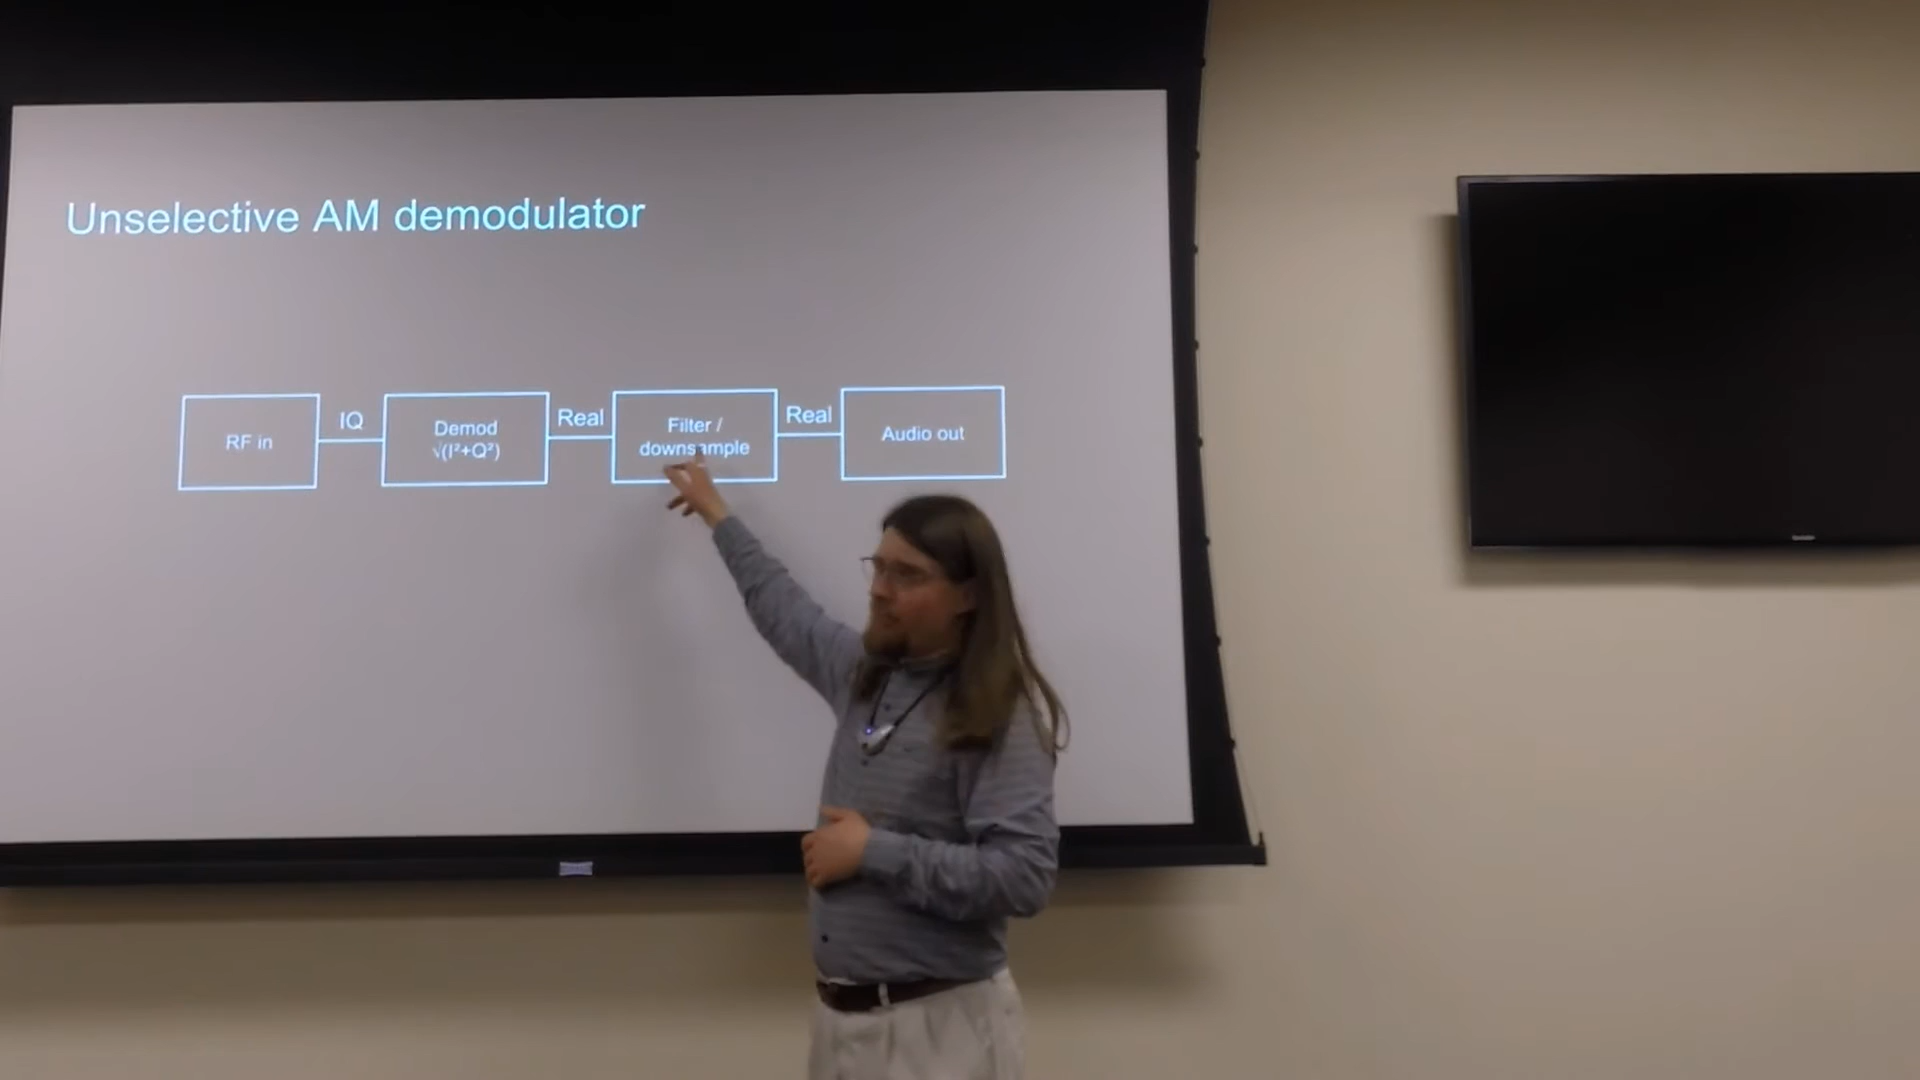 Unselective AM demodulator
RF in
IQ
Demod
√(I²+Q²)
Real
Filter /
downsample
Real
Audio out